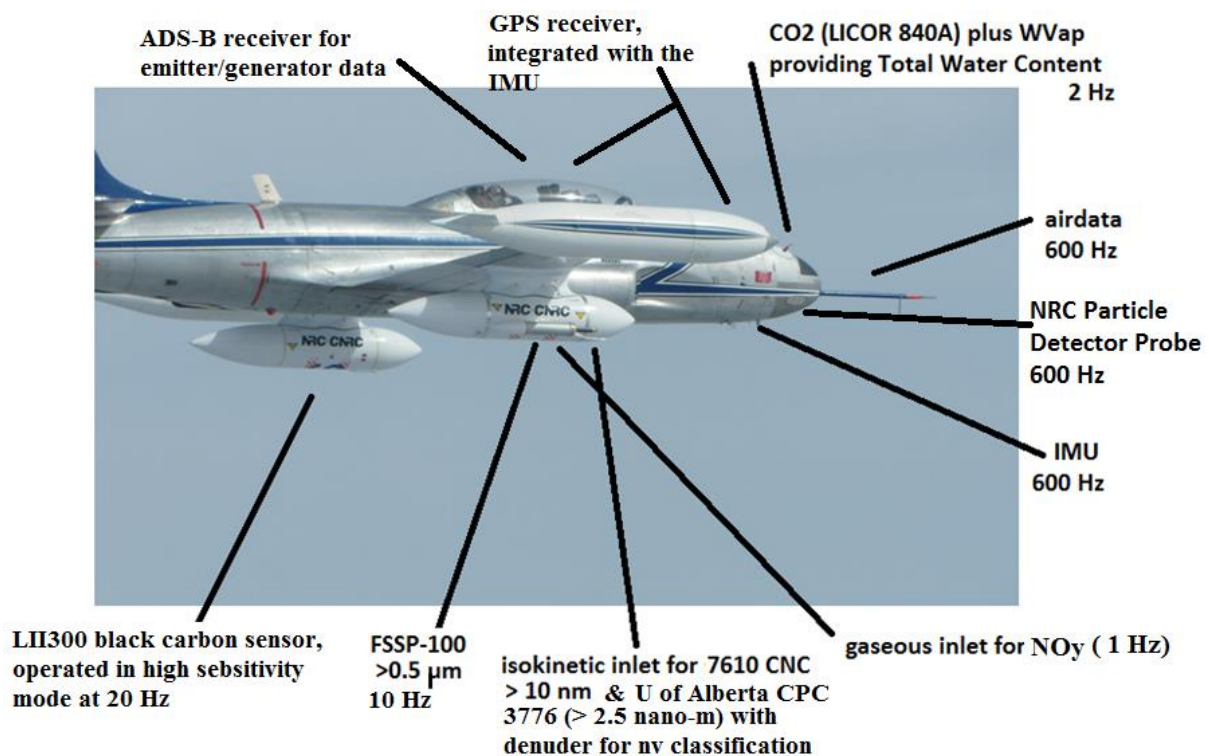 ADS-B receiver for
emitter/generator data
GPS receiver,
integrated with the
IMU
CO2 (LICOR 840A) plus WVap
providing Total Water Content
2 Hz
airdata
600 Hz
NRC Particle
Detector Probe
600 Hz
IMU
600 Hz
NRC CNRC
NRC CNRC
LII300 black carbon sensor,
operated in high sebsitivity
mode at 20 Hz
FSSP-100
>0.5 µm
10 Hz
isokinetic inlet for 7610 CNC
> 10 nm & U of Alberta CPC
3776 (> 2.5 nano-m) with
denuder for nv classification
gaseous inlet for NOy ( 1 Hz)